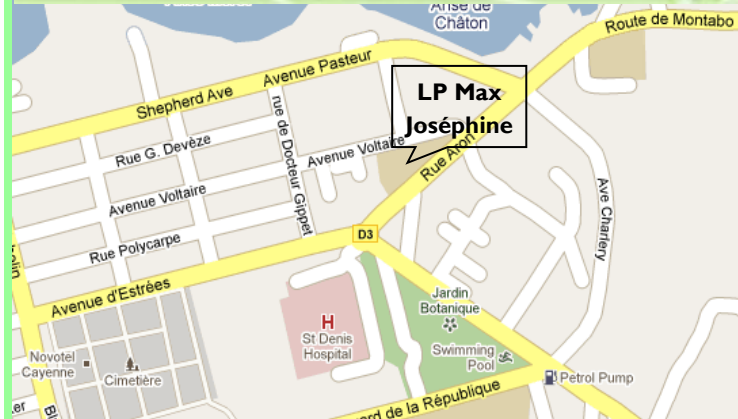 Anse de
Châton
Route de Montabo
Avenue Pasteur
Shepherd Ave
LP Max
Joséphine
rue de Docteur Gippet
Rue G. Devèze
Avenue Voltaire
Rue Aron
Avenue Voltaire
Ave Charlery
Rue Polycarpe
D3
Avenue d'Estrées
Jardin
Botanique
H
St Denis
Hospital
Swimming
Pool
Novotel
Cayenne
Cimetière
Petrol Pump
de la République